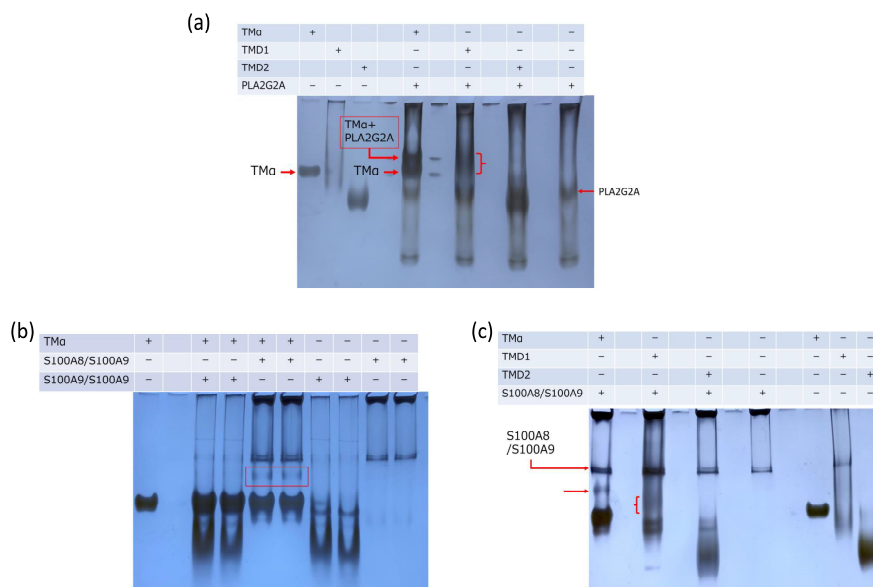 (a)
TMα + – – + – – –
TMD1 – + – – + – –
TMD2 – – + – – + –
PLA2G2A – – – + + + +
TMα+
PLA2G2A
TMα
TMα
PLA2G2A
(b)
TMα + + + + + – – – –
S100A8/S100A9 – – – + + – – + +
S100A9/S100A9 – + + – – + + – –
(c)
TMα + – – – + – –
TMD1 – + – – – + –
TMD2 – – + – – – +
S100A8/S100A9 + + + + – – –
S100A8
/S100A9